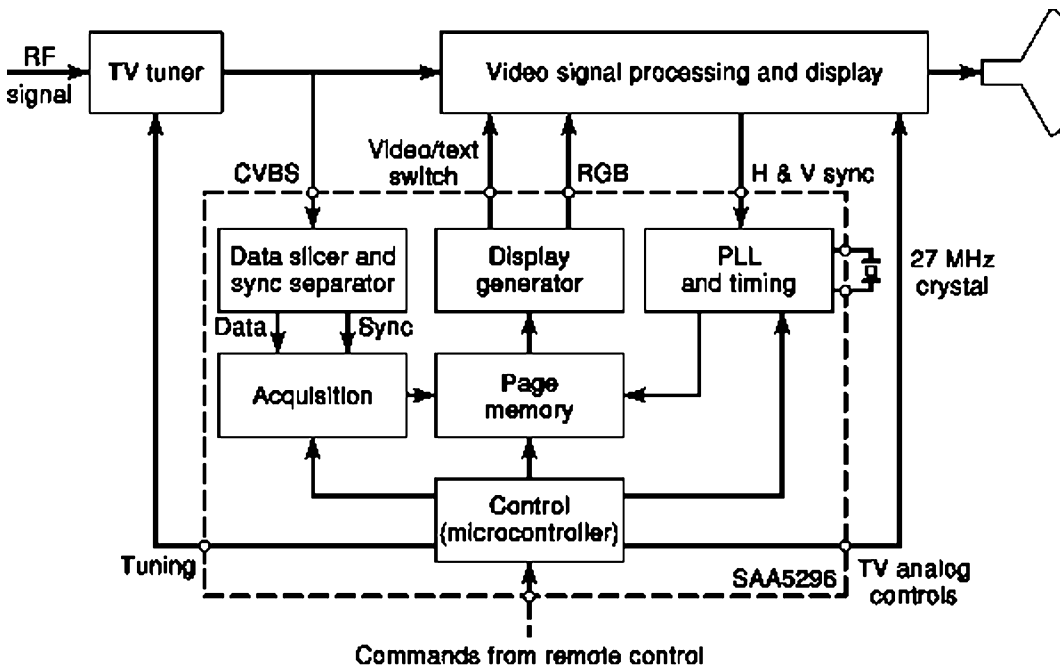 RF
signal
TV tuner
Video signal processing and display
CVBS
Video/text
switch
RGB
H & V sync
Data slicer and
sync separator
Display
generator
PLL
and timing
27 MHz
crystal
Data
Sync
Acquisition
Page
memory
Control
(microcontroller)
Tuning
SAA5296
TV analog
controls
Commands from remote control